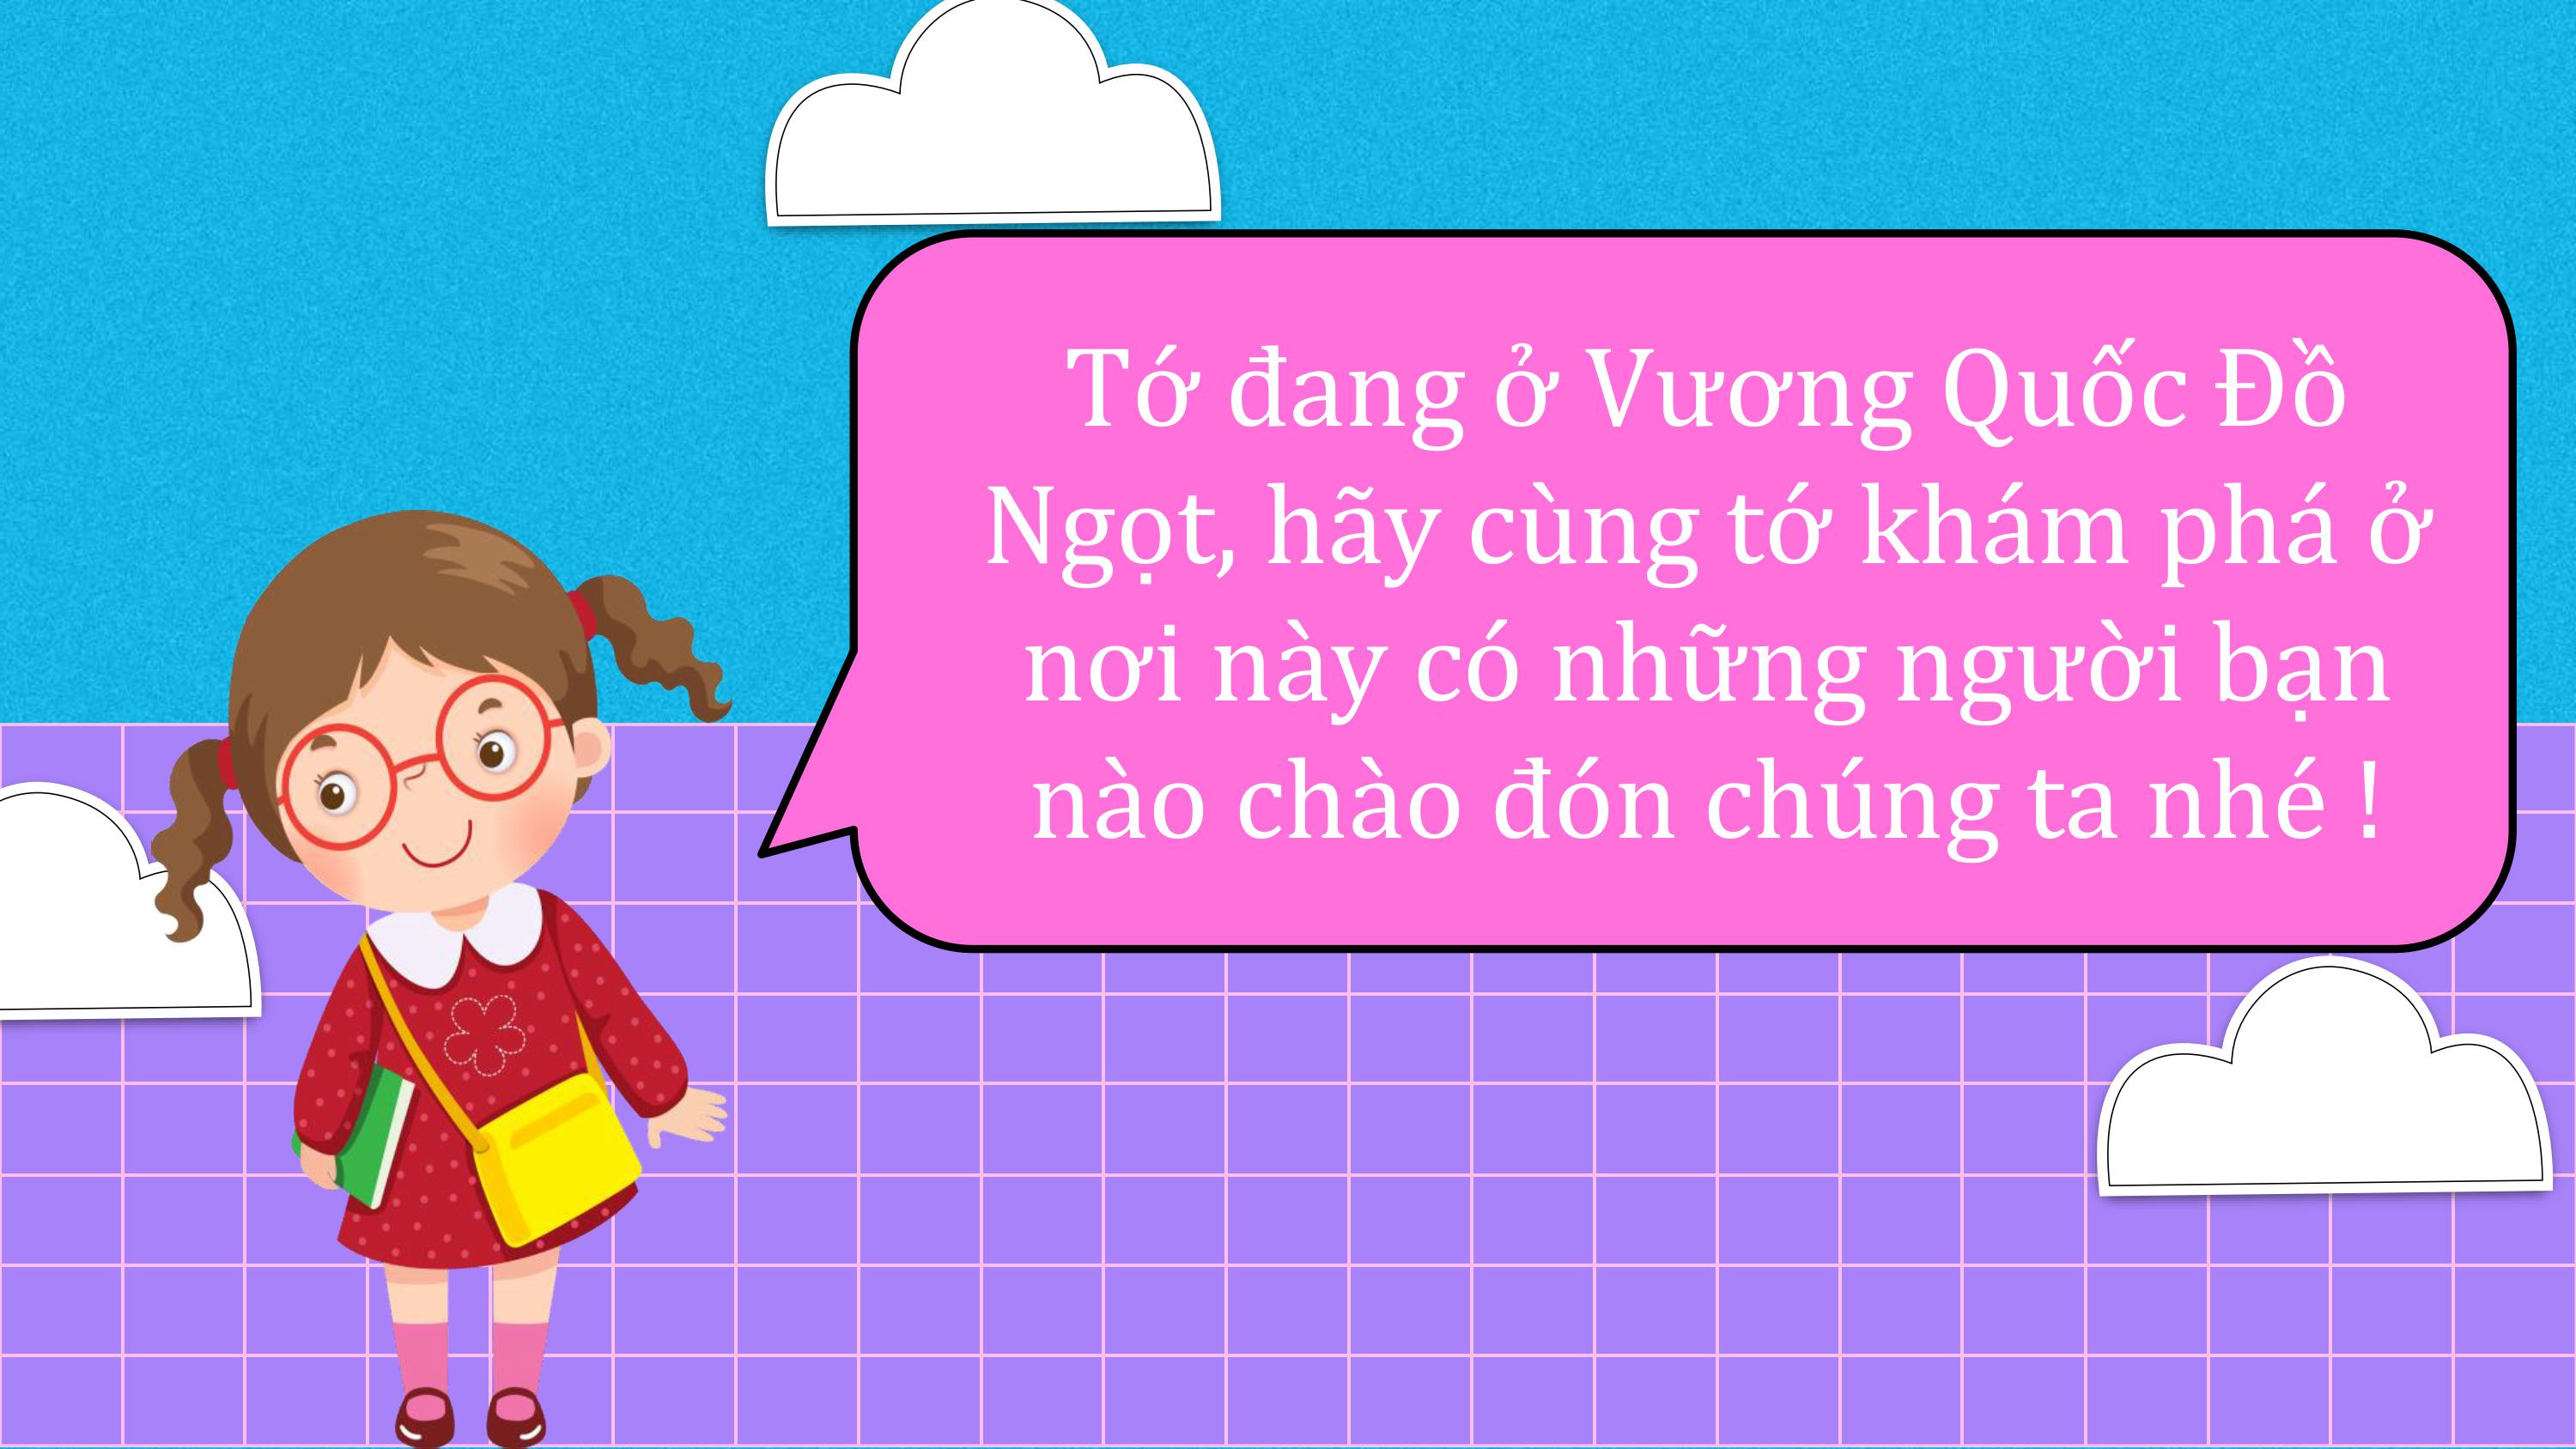 Tớ đang ở Vương Quốc Đồ
Ngọt, hãy cùng tớ khám phá ở
nơi này có những người bạn
nào chào đón chúng ta nhé !